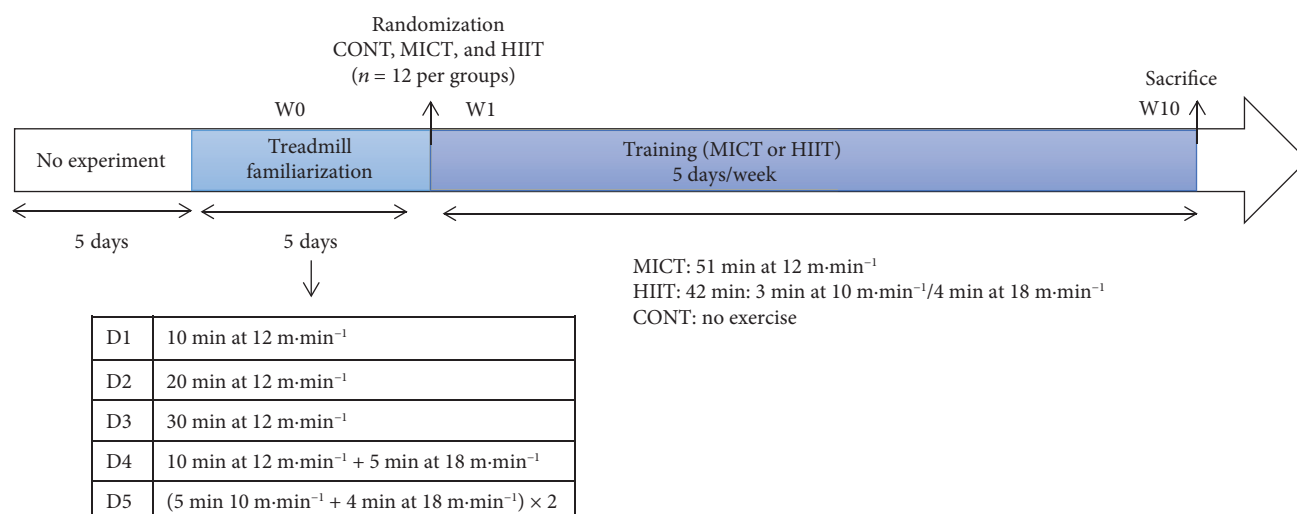 Randomization
CONT, MICT, and HIIT
(n = 12 per groups)
Sacrifice
W0
W1
W10
No experiment
Treadmill
familiarization
Training (MICT or HIIT)
5 days/week
5 days
5 days
MICT: 51 min at 12 m·min⁻¹
HIIT: 42 min: 3 min at 10 m·min⁻¹/4 min at 18 m·min⁻¹
CONT: no exercise
D1 10 min at 12 m·min⁻¹
D2 20 min at 12 m·min⁻¹
D3 30 min at 12 m·min⁻¹
D4 10 min at 12 m·min⁻¹ + 5 min at 18 m·min⁻¹
D5 (5 min 10 m·min⁻¹ + 4 min at 18 m·min⁻¹) × 2